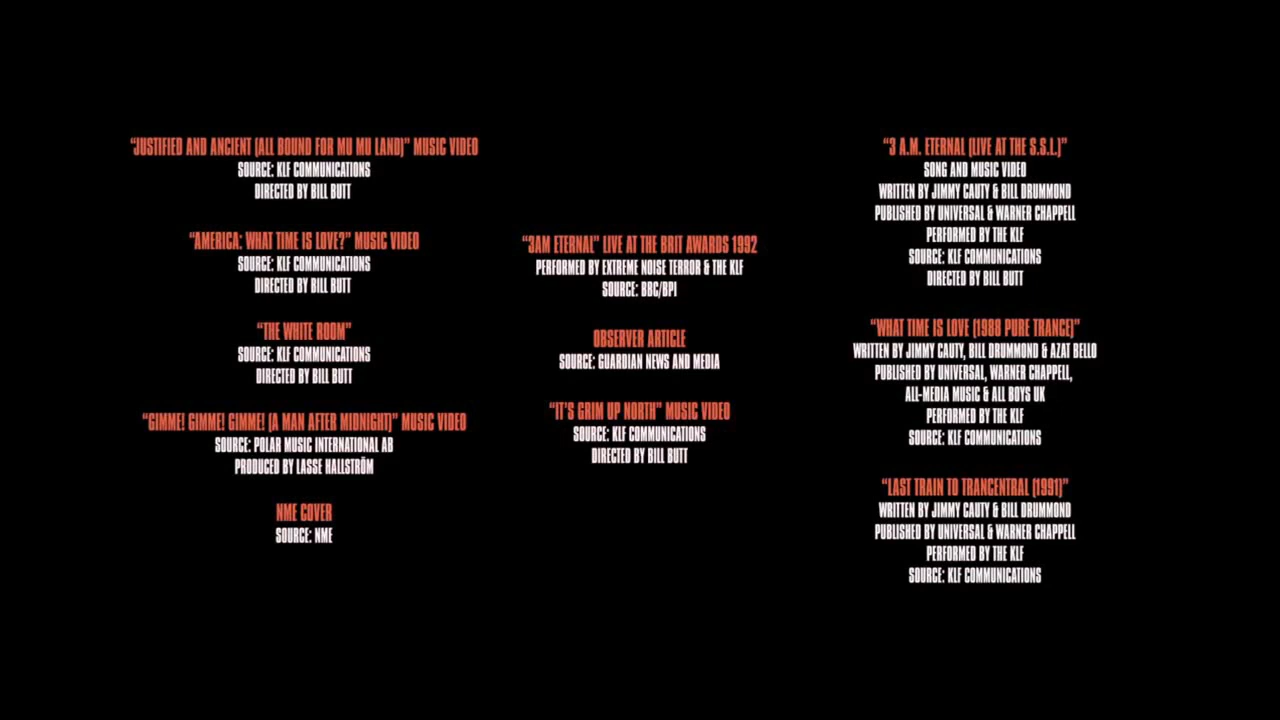 “JUSTIFIED AND ANCIENT (ALL BOUND FOR MU MU LAND)” MUSIC VIDEO
SOURCE: KLF COMMUNICATIONS
DIRECTED BY BILL BUTT
“AMERICA: WHAT TIME IS LOVE?” MUSIC VIDEO
SOURCE: KLF COMMUNICATIONS
DIRECTED BY BILL BUTT
“THE WHITE ROOM”
SOURCE: KLF COMMUNICATIONS
DIRECTED BY BILL BUTT
“GIMME! GIMME! GIMME! (A MAN AFTER MIDNIGHT)” MUSIC VIDEO
SOURCE: POLAR MUSIC INTERNATIONAL AB
PRODUCED BY LASSE HALLSTRÖM
NME COVER
SOURCE: NME
“3AM ETERNAL” LIVE AT THE BRIT AWARDS 1992
PERFORMED BY EXTREME NOISE TERROR & THE KLF
SOURCE: BBC/BPI
OBSERVER ARTICLE
SOURCE: GUARDIAN NEWS AND MEDIA
“IT’S GRIM UP NORTH” MUSIC VIDEO
SOURCE: KLF COMMUNICATIONS
DIRECTED BY BILL BUTT
“3 A.M. ETERNAL (LIVE AT THE S.S.L.)”
SONG AND MUSIC VIDEO
WRITTEN BY JIMMY CAUTY & BILL DRUMMOND
PUBLISHED BY UNIVERSAL & WARNER CHAPPELL
PERFORMED BY THE KLF
SOURCE: KLF COMMUNICATIONS
DIRECTED BY BILL BUTT
“WHAT TIME IS LOVE (1988 PURE TRANCE)”
WRITTEN BY JIMMY CAUTY, BILL DRUMMOND & AZAT BELLO
PUBLISHED BY UNIVERSAL, WARNER CHAPPELL,
ALL-MEDIA MUSIC & ALL BOYS UK
PERFORMED BY THE KLF
SOURCE: KLF COMMUNICATIONS
“LAST TRAIN TO TRANCENTRAL (1991)”
WRITTEN BY JIMMY CAUTY & BILL DRUMMOND
PUBLISHED BY UNIVERSAL & WARNER CHAPPELL
PERFORMED BY THE KLF
SOURCE: KLF COMMUNICATIONS